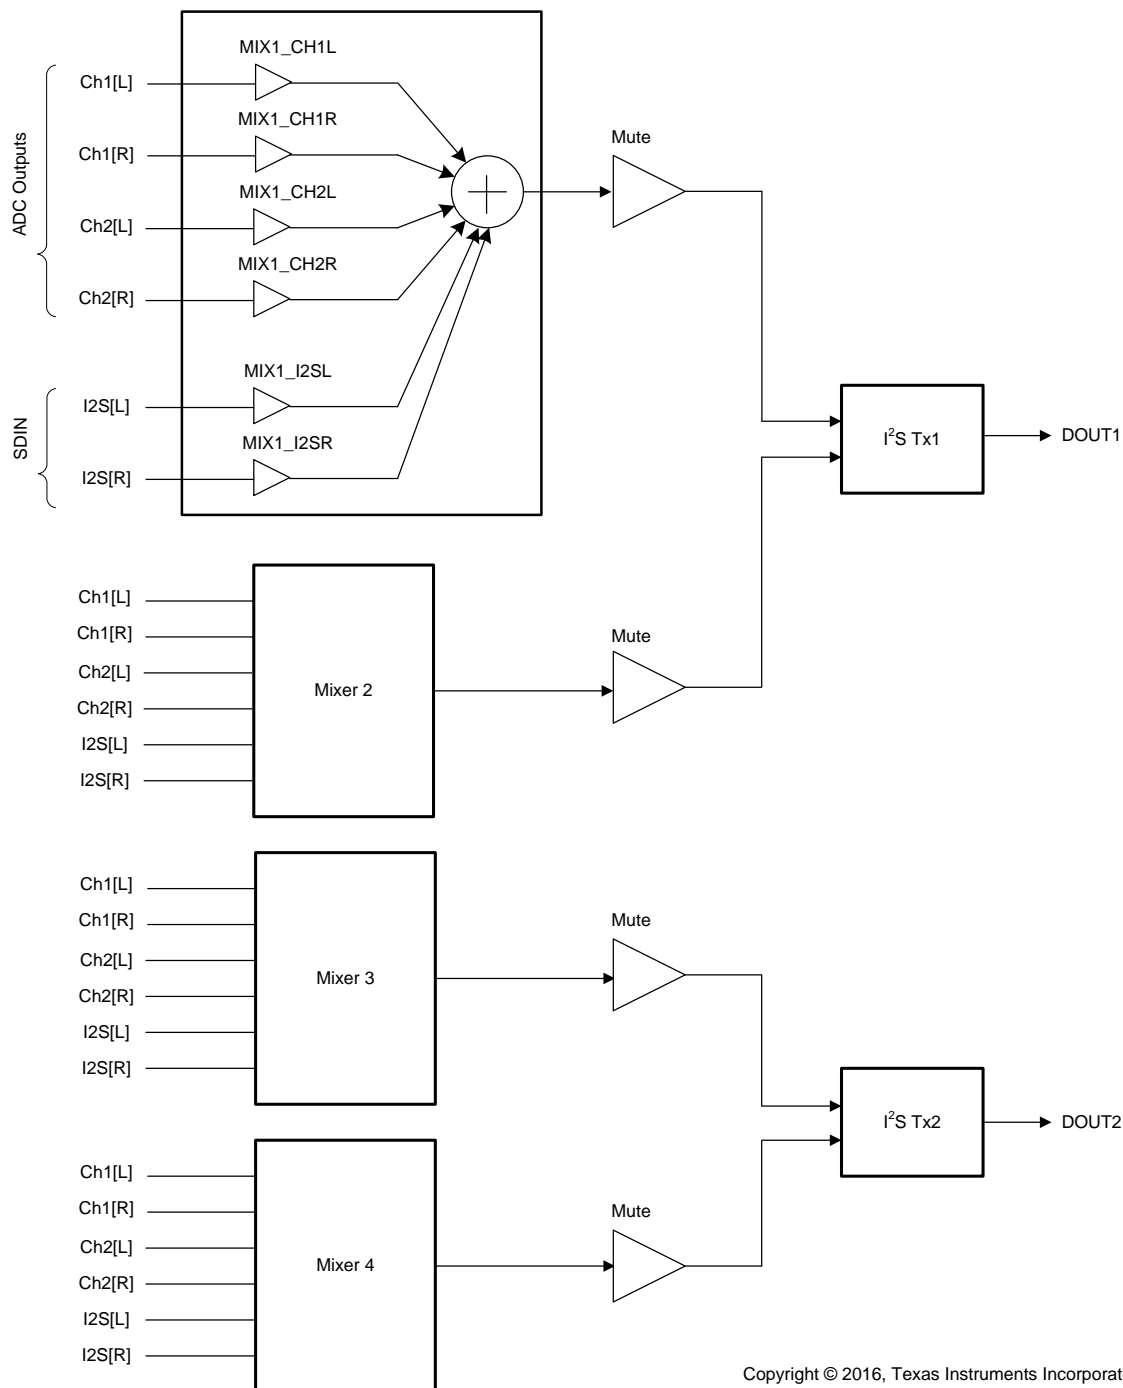 MIX1_CH1L
Ch1[L]
MIX1_CH1R
Ch1[R]
MIX1_CH2L
Ch2[L]
MIX1_CH2R
Ch2[R]
ADC Outputs
MIX1_I2SL
I2S[L]
MIX1_I2SR
I2S[R]
SDIN
Mute
I²S Tx1
DOUT1
Ch1[L]
Ch1[R]
Ch2[L]
Ch2[R]
I2S[L]
I2S[R]
Mixer 2
Mute
Ch1[L]
Ch1[R]
Ch2[L]
Ch2[R]
I2S[L]
I2S[R]
Mixer 3
Mute
I²S Tx2
DOUT2
Ch1[L]
Ch1[R]
Ch2[L]
Ch2[R]
I2S[L]
I2S[R]
Mixer 4
Mute
Copyright © 2016, Texas Instruments Incorporat